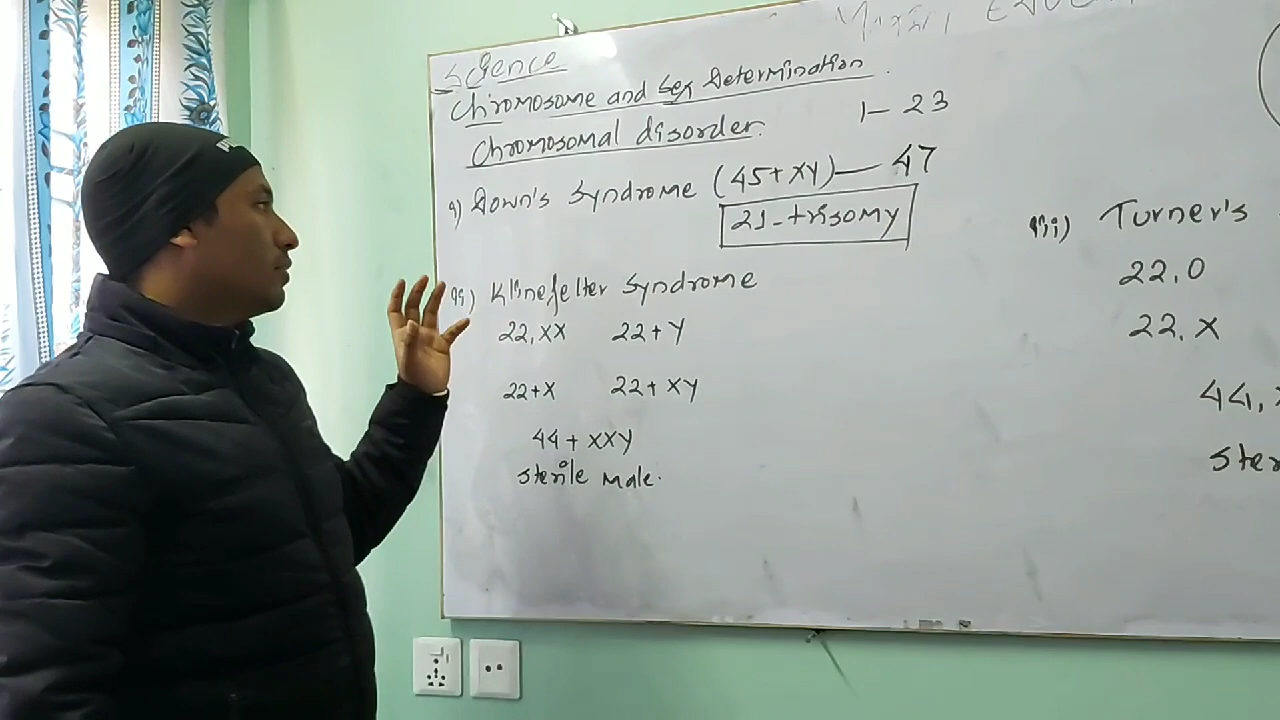 Science
Chromosome and Sex Determination
Chromosomal disorder.
1-23
i) Down's Syndrome (45+XY)—47
21-trisomy
ii) Klinefelter Syndrome
22,XX 22+Y
22+X 22+XY
44+XXY
Sterile Male.
iii) Turner's
22,0
22,X
44,